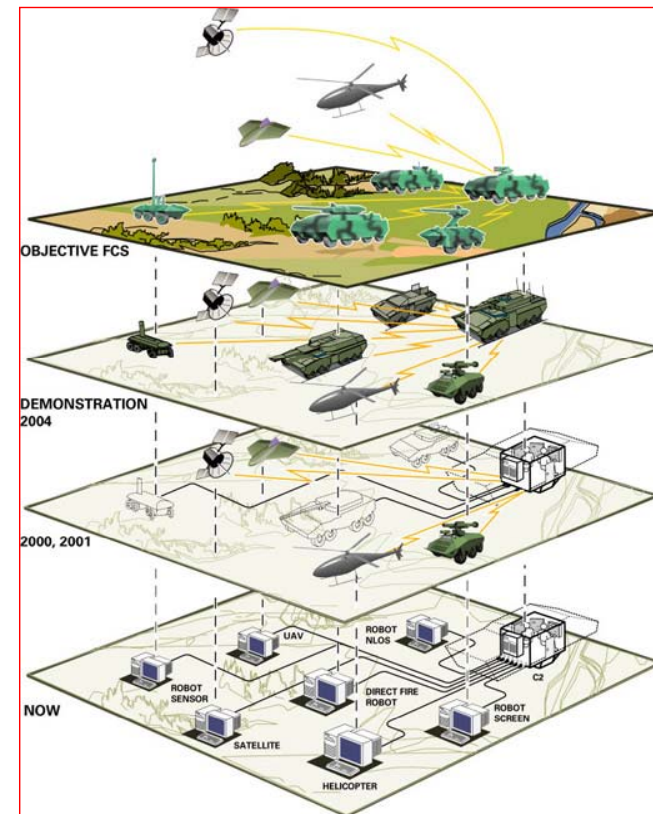 OBJECTIVE FCS
DEMONSTRATION
2004
2000, 2001
UAV
ROBOT
NLOS
ROBOT
SENSOR
DIRECT FIRE
ROBOT
C2
NOW
ROBOT
SCREEN
SATELLITE
HELICOPTER